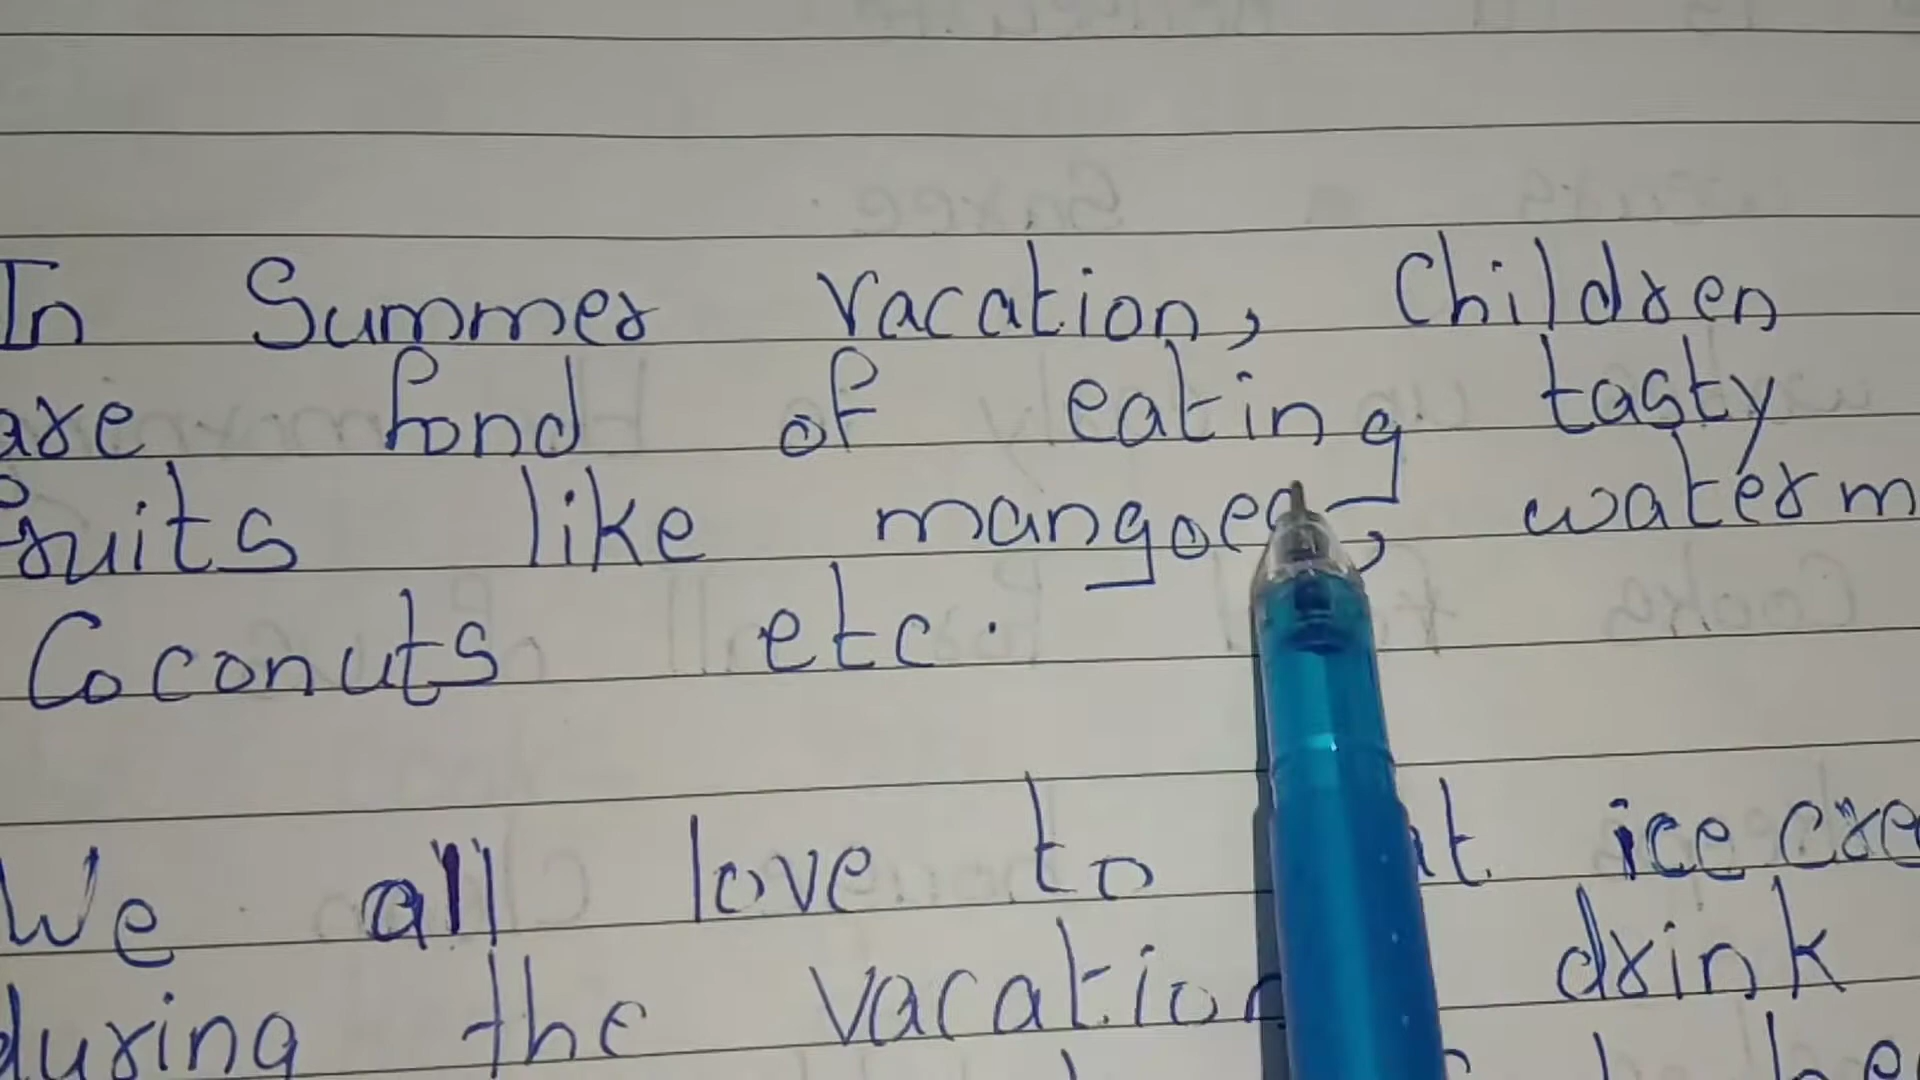 In Summer vacation, Children
are fond of eating tasty
fruits like mangoes, waterm
Coconuts etc.
We all love to ice cre
during the vacation drink